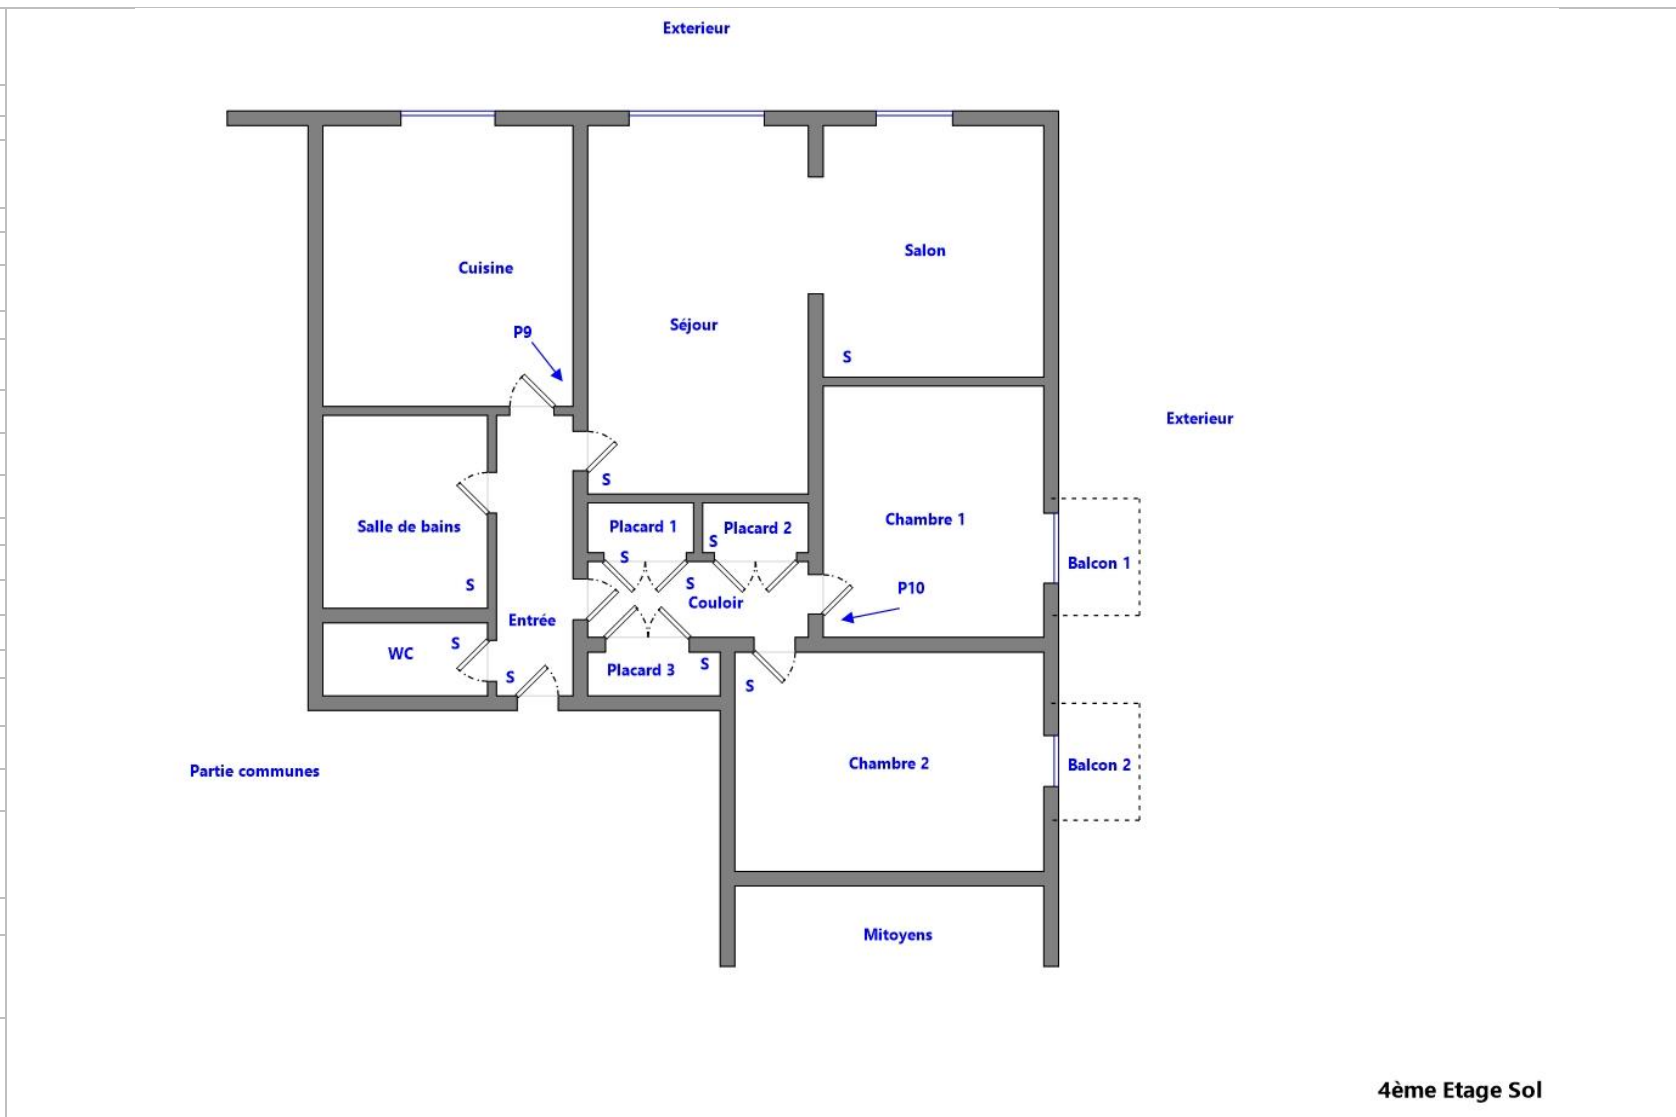 Exterieur
Salon
Cuisine
Séjour
P9
S
Exterieur
S
Chambre 1
Salle de bains
Placard 1
Placard 2
S
S
Balcon 1
S
S
P10
Couloir
Entrée
S
WC
S
Placard 3
S
S
Chambre 2
Balcon 2
Partie communes
Mitoyens
4ème Etage Sol